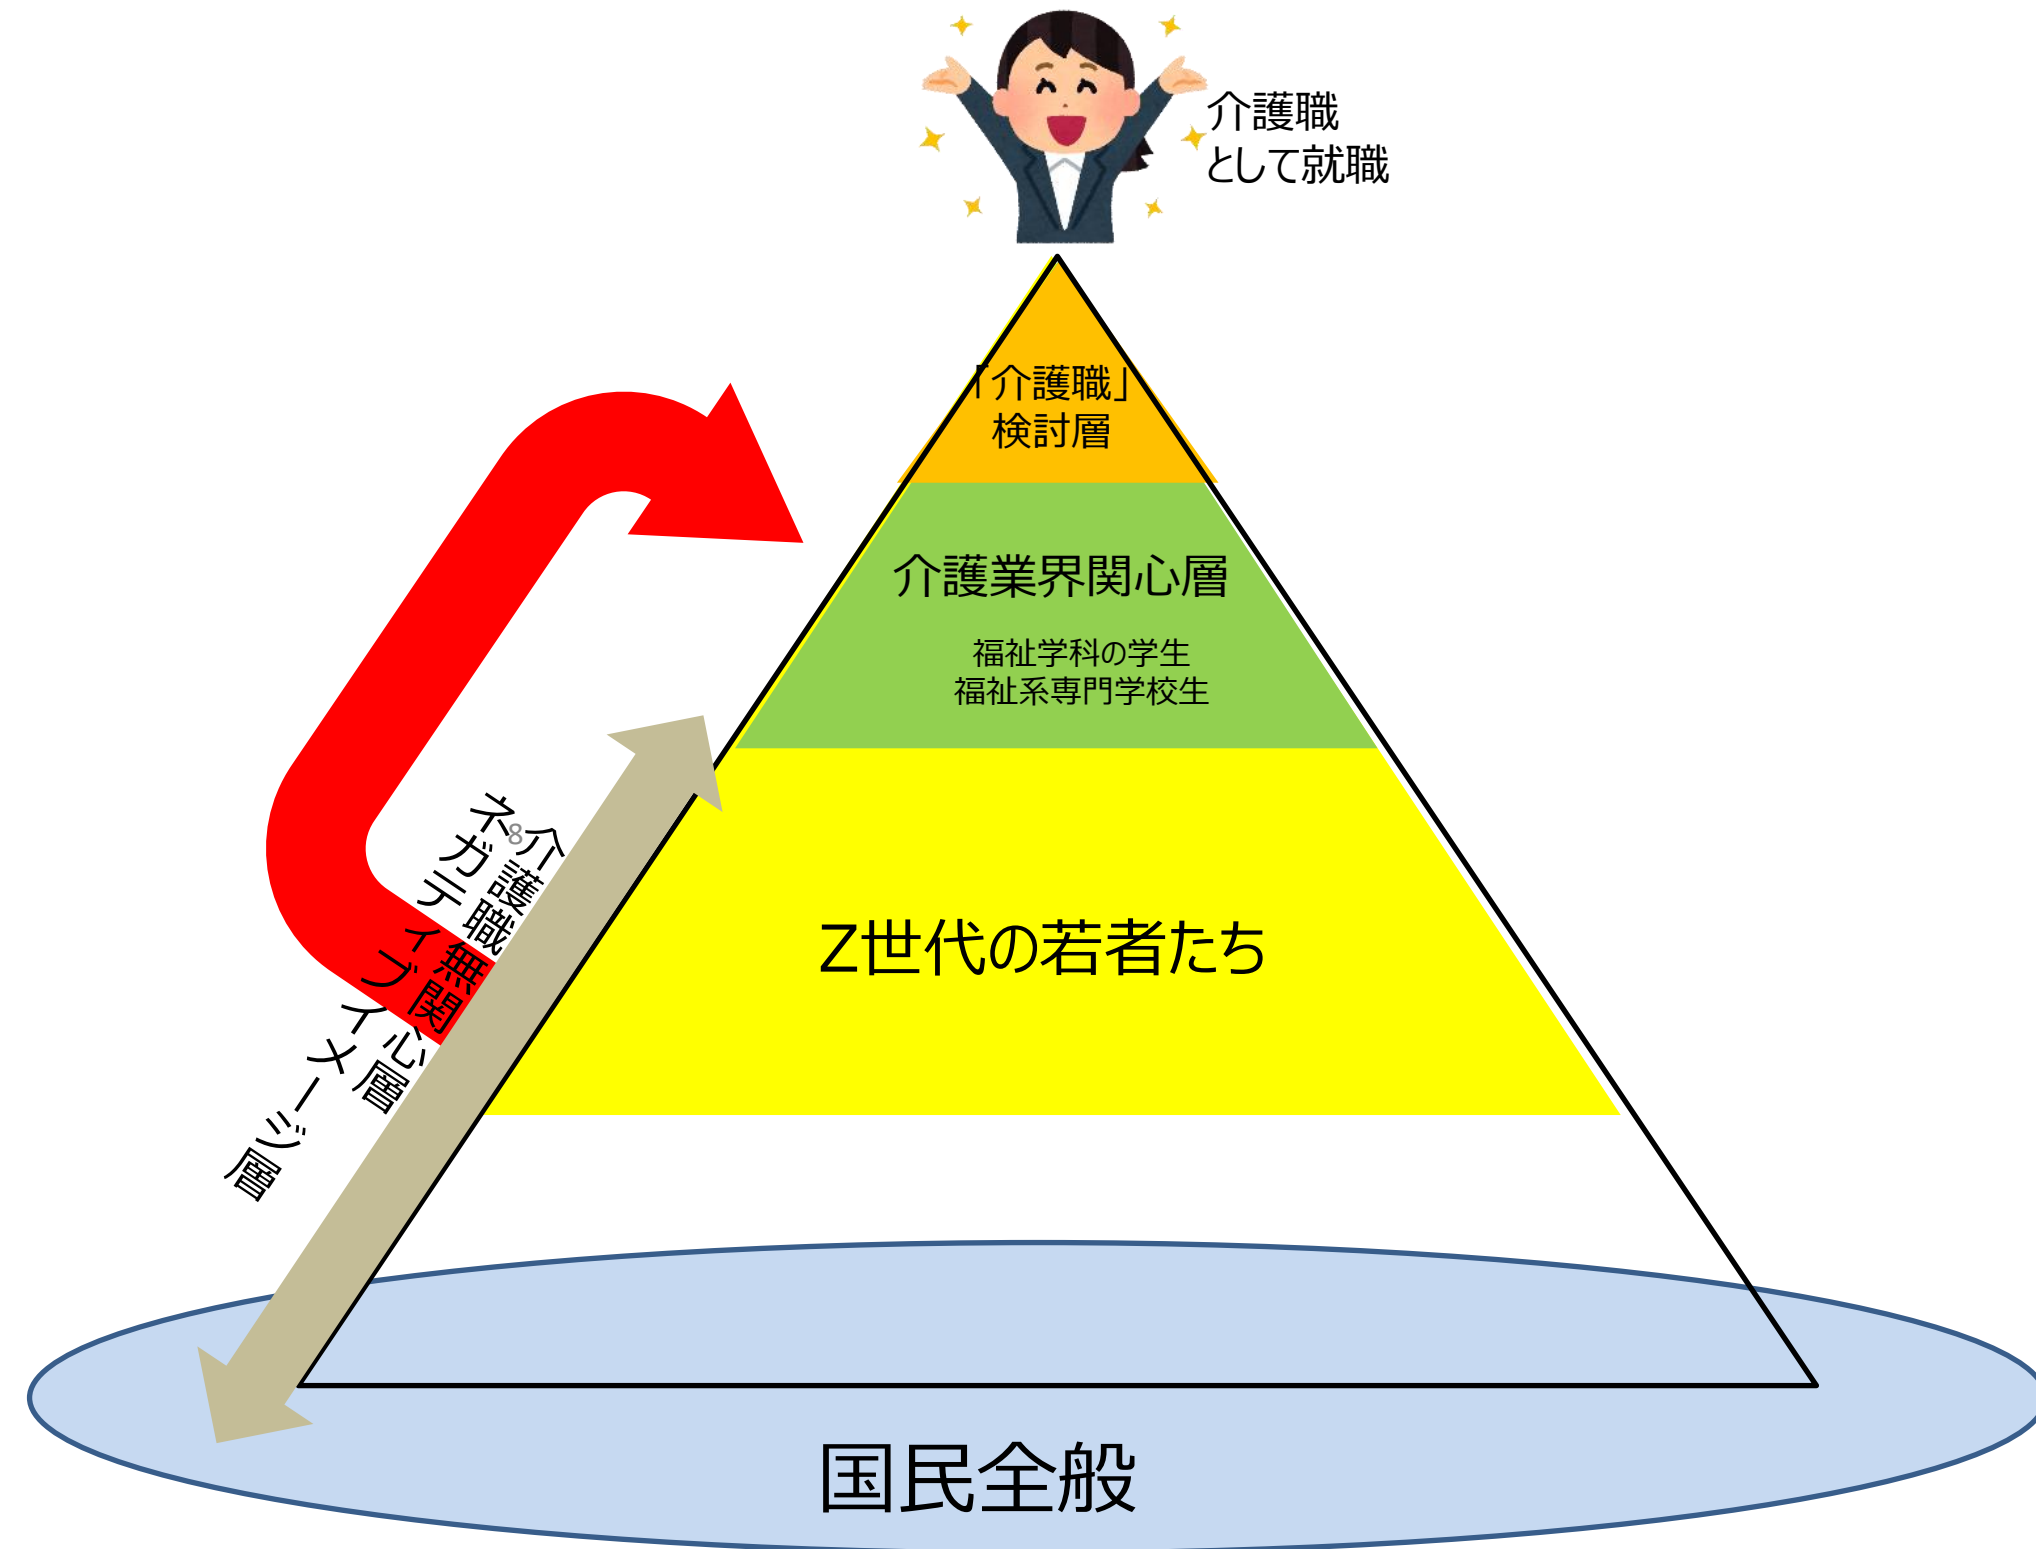 介護職
として就職
「介護職」
検討層
介護業界関心層
福祉学科の学生
福祉系専門学校生
介護職無関心層
ネガティブイメージ層
8
Z世代の若者たち
国民全般